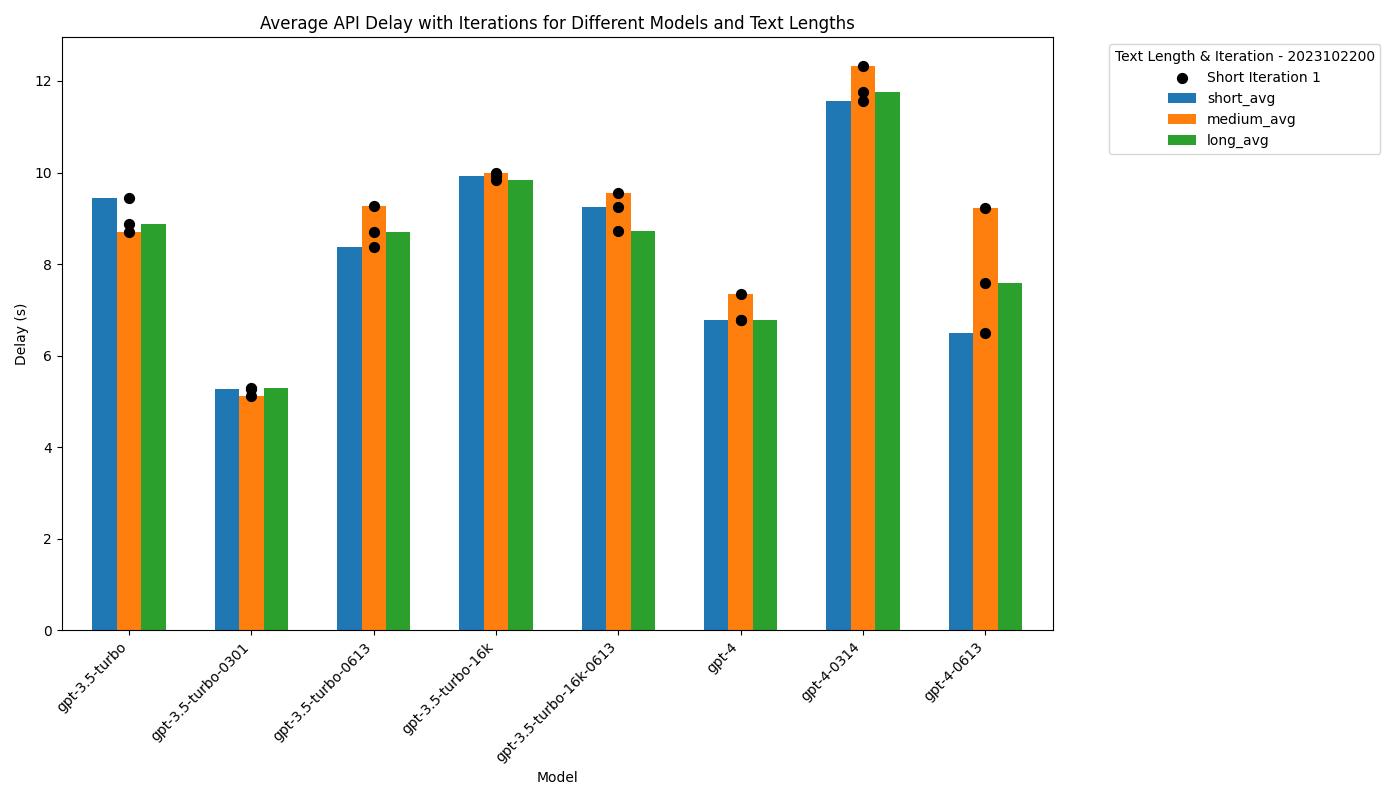 Average API Delay with Iterations for Different Models and Text Lengths
Text Length & Iteration - 2023102200
Short Iteration 1
short_avg
medium_avg
long_avg
Delay (s)
12
10
8
6
4
2
0
gpt-3.5-turbo
gpt-3.5-turbo-0301
gpt-3.5-turbo-0613
gpt-3.5-turbo-16k
gpt-3.5-turbo-16k-0613
gpt-4
gpt-4-0314
gpt-4-0613
Model